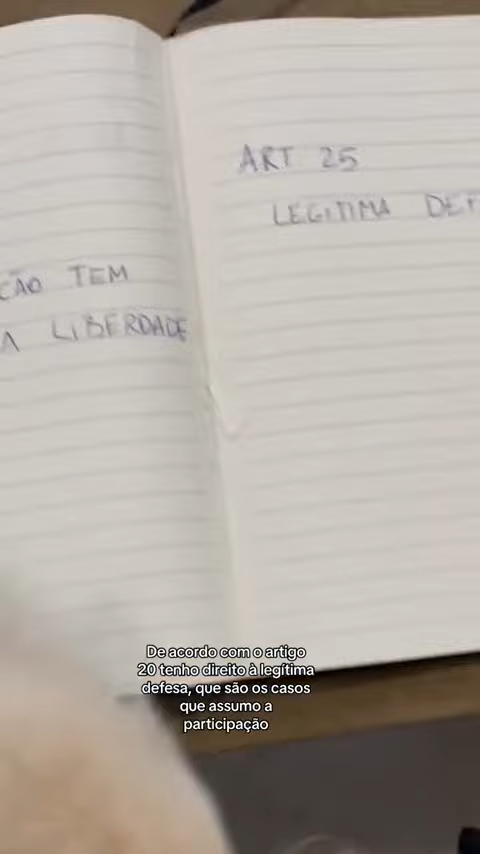 ÇÃO TEM
A LIBERDADE
ART 25
LEGITIMA DEF
De acordo com o artigo
20 tenho direito à legítima
defesa, que são os casos
que assumo a
participação